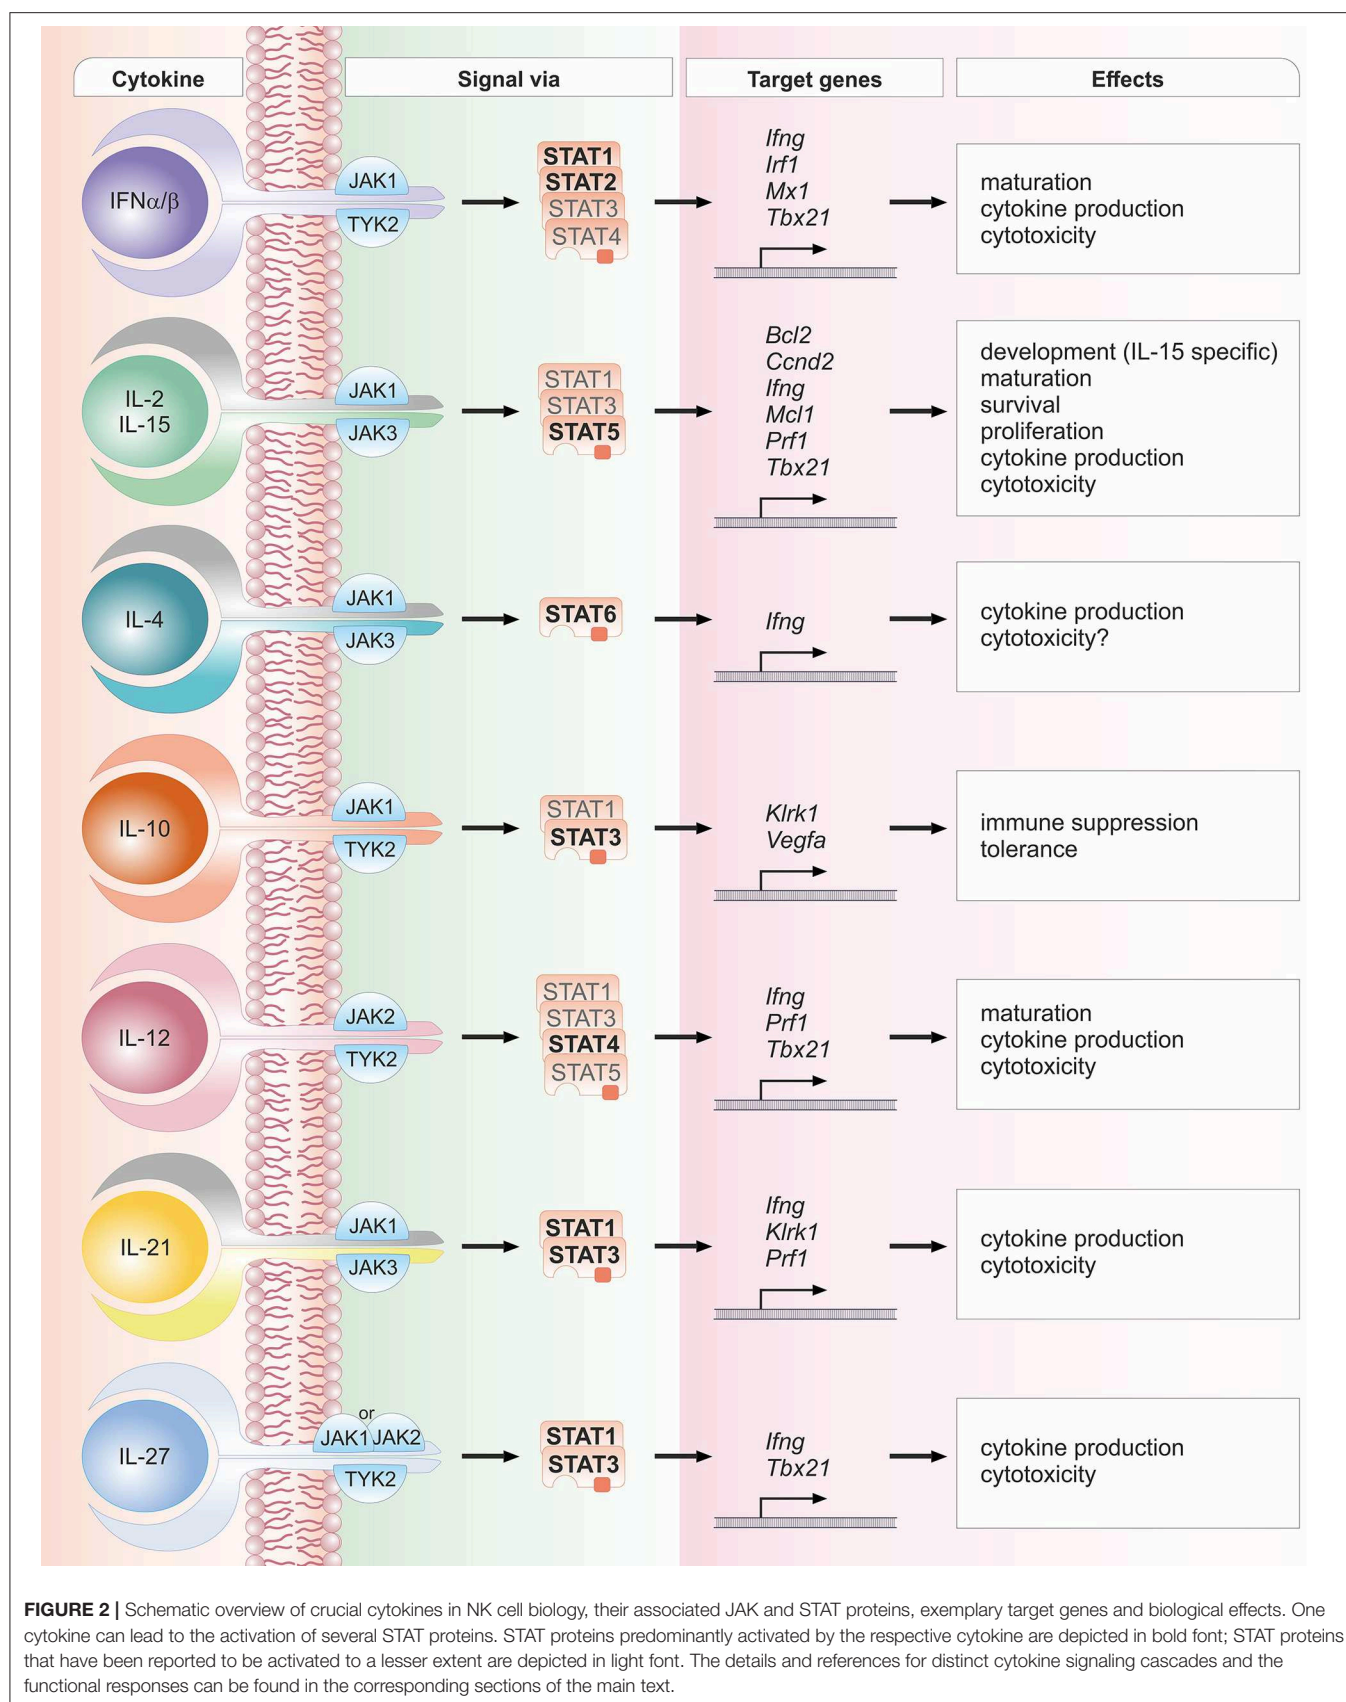 Cytokine
Signal via
Target genes
Effects
IFNα/β
JAK1
TYK2
STAT1
STAT2
STAT3
STAT4
Ifng
Irf1
Mx1
Tbx21
maturation
cytokine production
cytotoxicity
IL-2
IL-15
JAK1
JAK3
STAT1
STAT3
STAT5
Bcl2
Ccnd2
Ifng
Mcl1
Prf1
Tbx21
development (IL-15 specific)
maturation
survival
proliferation
cytokine production
cytotoxicity
IL-4
JAK1
JAK3
STAT6
Ifng
cytokine production
cytotoxicity?
IL-10
JAK1
TYK2
STAT1
STAT3
Klrk1
Vegfa
immune suppression
tolerance
IL-12
JAK2
TYK2
STAT1
STAT3
STAT4
STAT5
Ifng
Prf1
Tbx21
maturation
cytokine production
cytotoxicity
IL-21
JAK1
JAK3
STAT1
STAT3
Ifng
Klrk1
Prf1
cytokine production
cytotoxicity
IL-27
or
JAK1 JAK2
TYK2
STAT1
STAT3
Ifng
Tbx21
cytokine production
cytotoxicity
FIGURE 2 | Schematic overview of crucial cytokines in NK cell biology, their associated JAK and STAT proteins, exemplary target genes and biological effects. One
cytokine can lead to the activation of several STAT proteins. STAT proteins predominantly activated by the respective cytokine are depicted in bold font; STAT proteins
that have been reported to be activated to a lesser extent are depicted in light font. The details and references for distinct cytokine signaling cascades and the
functional responses can be found in the corresponding sections of the main text.